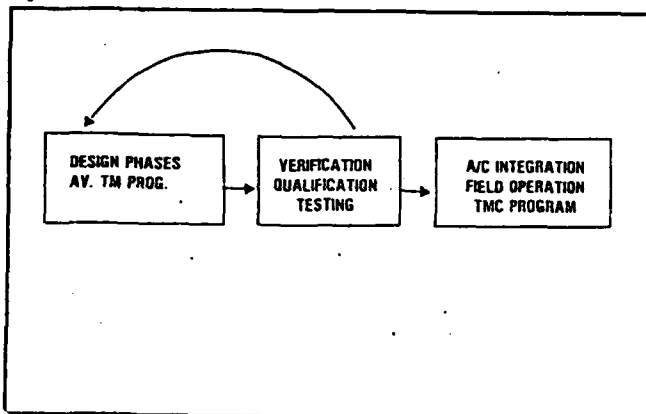 DESIGN PHASES
AV. TM PROG.
VERIFICATION
QUALIFICATION
TESTING
A/C INTEGRATION
FIELD OPERATION
TMC PROGRAM